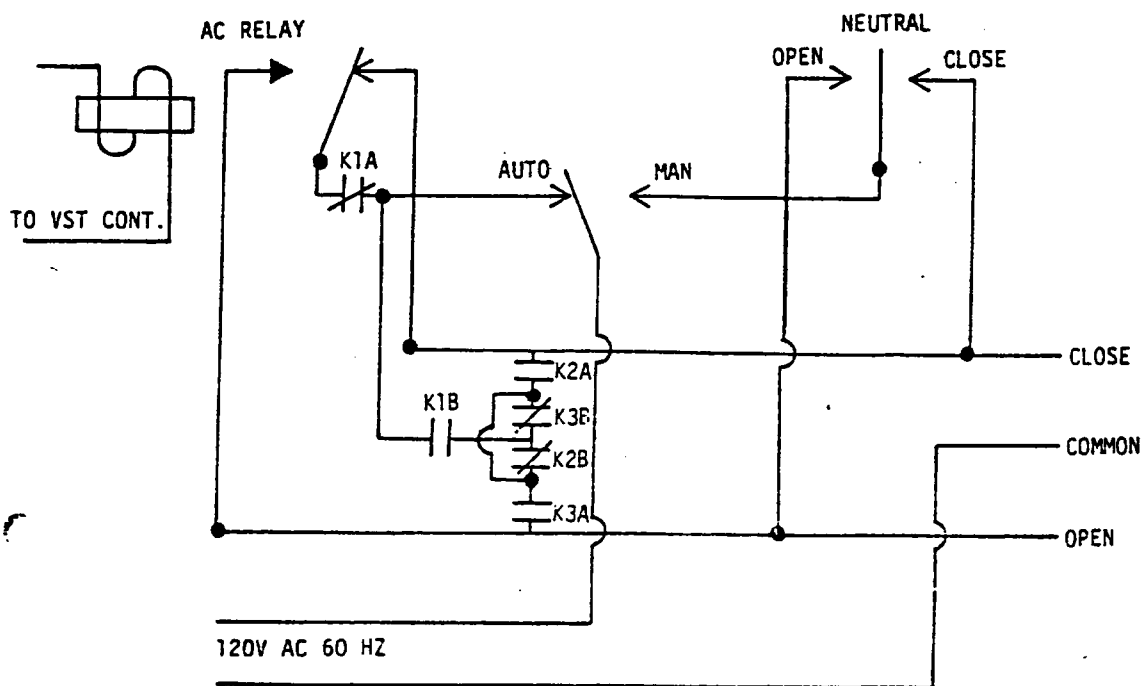 AC RELAY
NEUTRAL
OPEN
CLOSE
K1A
AUTO
MAN
TO VST CONT.
CLOSE
K2A
K1B
K3B
COMMON
K2B
K3A
OPEN
120V AC 60 HZ